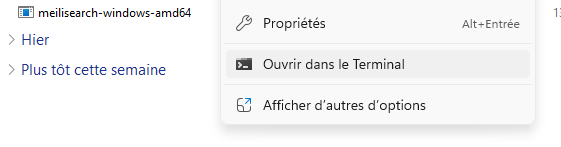 meilisearch-windows-amd64
Hier
Plus tôt cette semaine
Propriétés Alt+Entrée
Ouvrir dans le Terminal
Afficher d'autres d'options